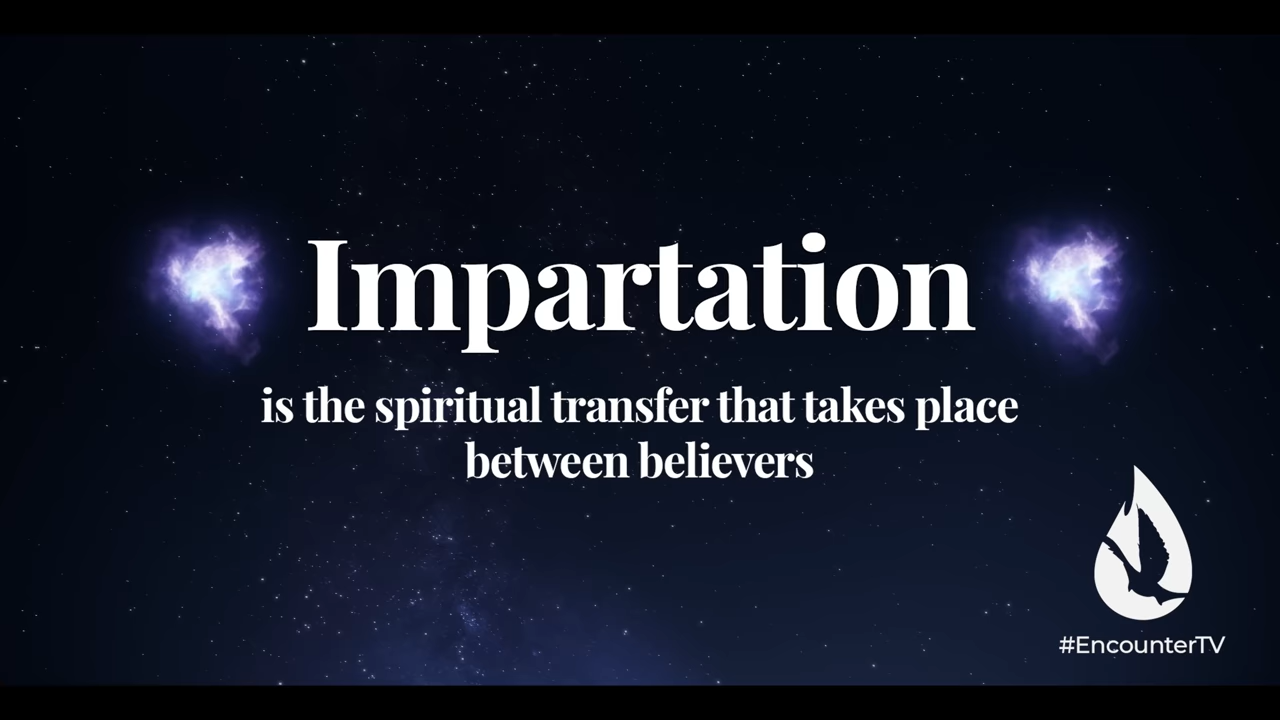 Impartation
is the spiritual transfer that takes place
between believers
#EncounterTV